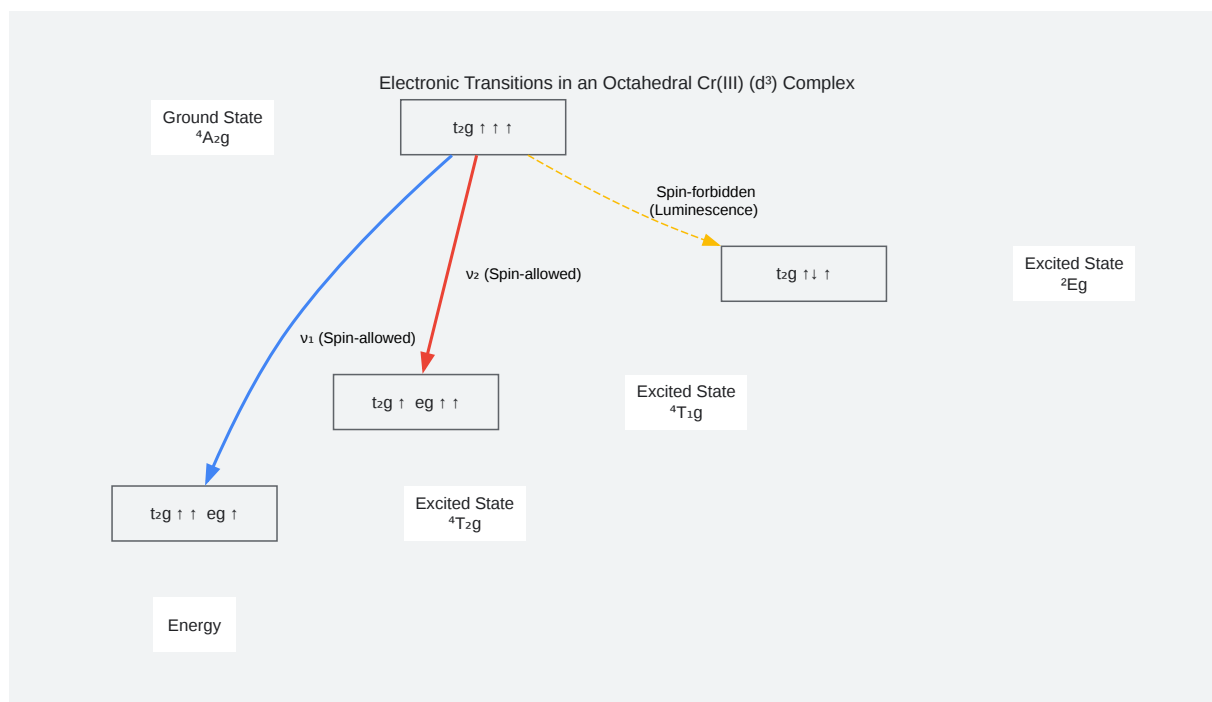 Electronic Transitions in an Octahedral Cr(III) (d³) Complex
Ground State
⁴A₂g
t₂g ↑ ↑ ↑
Spin-forbidden
(Luminescence)
t₂g ↑↓ ↑
Excited State
²Eg
ν₂ (Spin-allowed)
ν₁ (Spin-allowed)
t₂g ↑  eg ↑ ↑
Excited State
⁴T₁g
t₂g ↑ ↑  eg ↑
Excited State
⁴T₂g
Energy